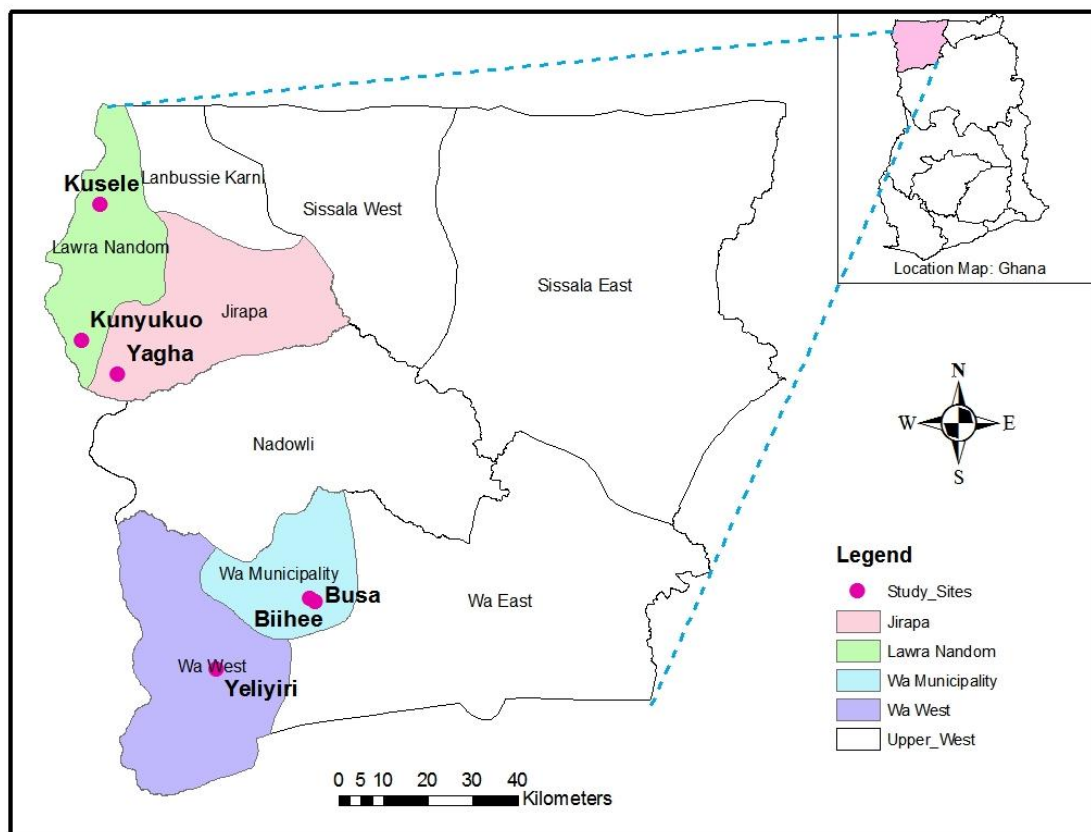 Location Map: Ghana
Lanbussie Karni
Kusele
Sissala West
Lawra Nandom
Sissala East
Kunyukuo
Jirapa
Yagha
N
W E
S
Nadowli
Wa Municipality
Busa
Wa East
Biihee
Wa West
Yeliyiri
Legend
Study_Sites
Jirapa
Lawra Nandom
Wa Municipality
Wa West
Upper_West
0 5 10 20 30 40
Kilometers